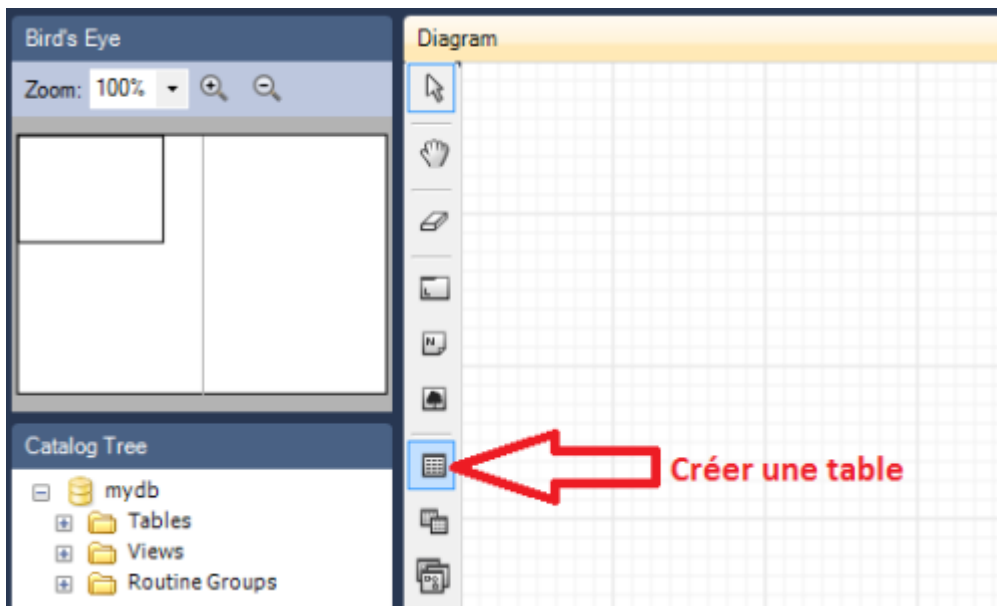 Bird's Eye
Zoom: 100%
Catalog Tree
mydb
Tables
Views
Routine Groups
Diagram
L
N
Créer une table